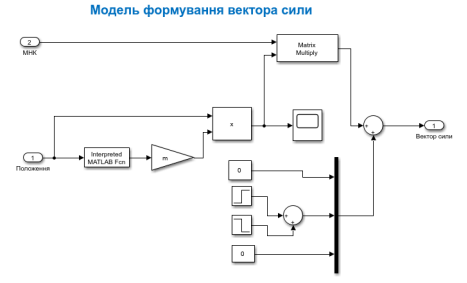 Модель формування вектора сили
2
МНК
Matrix
Multiply
x
1
Вектор сили
1
Положення
Interpreted
MATLAB Fcn
m
0
0